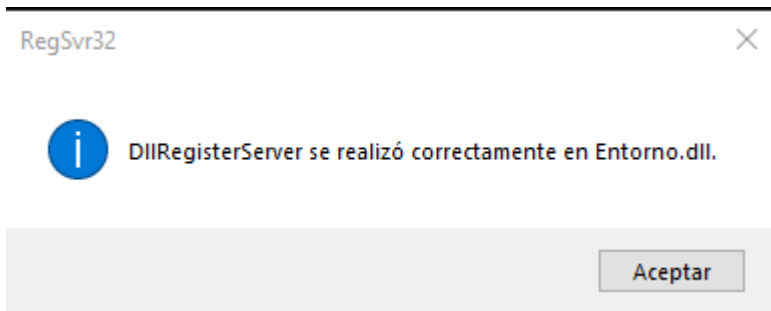 RegSvr32
DllRegisterServer se realizó correctamente en Entorno.dll.
Aceptar